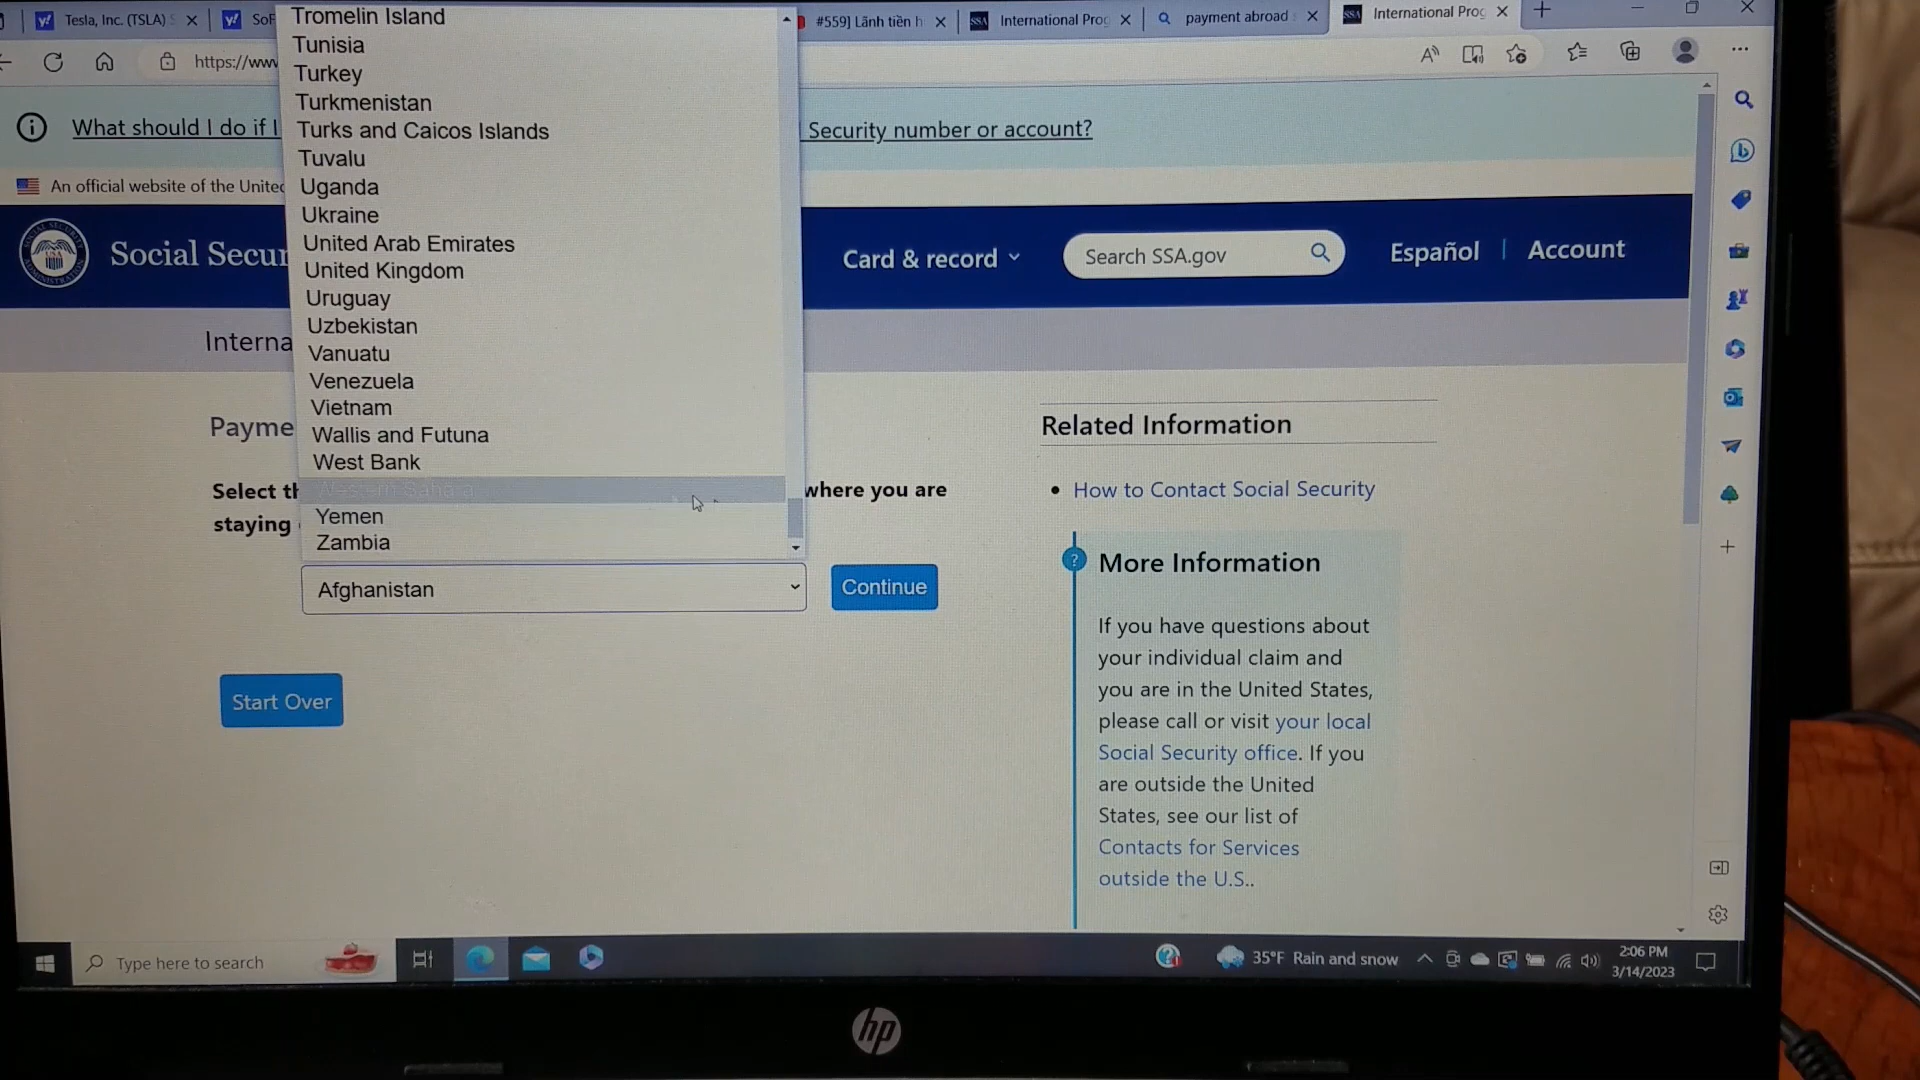 Tesla, Inc. (TSLA) S
SoF
#559] Lãnh tiền h
International Prog
payment abroad
International Prog
https://www
What should I do if I
Security number or account?
An official website of the United
Social Secur
Card & record
Search SSA.gov
Español
Account
Interna
Tromelin Island
Tunisia
Turkey
Turkmenistan
Turks and Caicos Islands
Tuvalu
Uganda
Ukraine
United Arab Emirates
United Kingdom
Uruguay
Uzbekistan
Vanuatu
Venezuela
Vietnam
Wallis and Futuna
West Bank
Western Sahara
Yemen
Zambia
Payme
Select th
where you are
staying
Afghanistan
Continue
Start Over
Related Information
How to Contact Social Security
More Information
If you have questions about
your individual claim and
you are in the United States,
please call or visit your local
Social Security office. If you
are outside the United
States, see our list of
Contacts for Services
outside the U.S..
Type here to search
35°F Rain and snow
2:06 PM
3/14/2023
hp